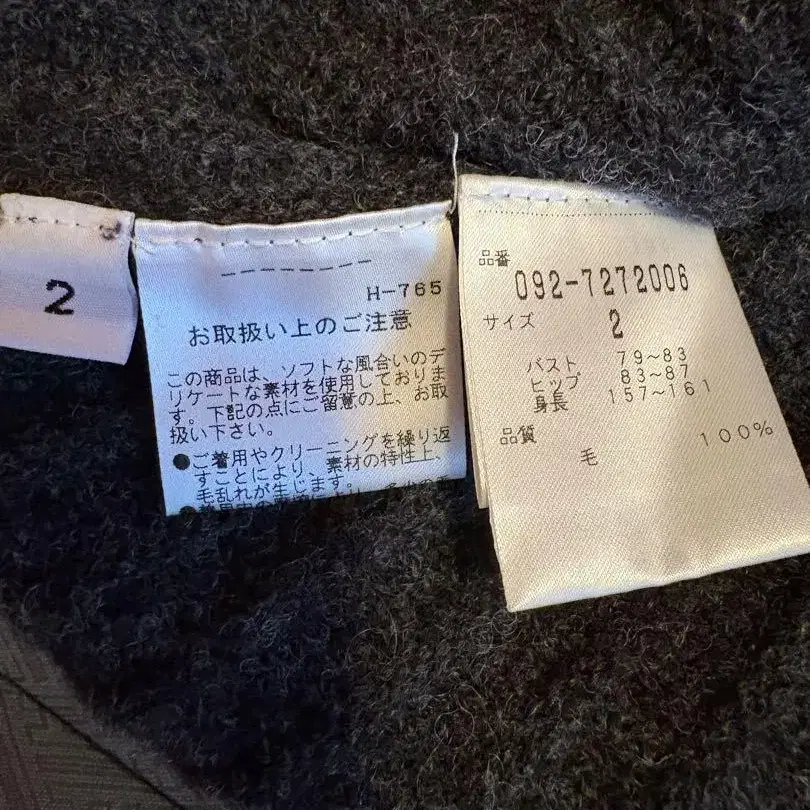 2
H-765
お取扱い上のご注意
この商品は、ソフトな風合いのデ
リケートな素材を使用しておりま
す。下記の点にご留意の上、お取
扱い下さい。
●ご着用やクリーニングを繰り返
すことにより、素材の特性上、
毛乱れが生じます。
品番
092-7272006
サイズ 2
バスト 79～83
ヒップ 83～87
身長 157～161
品質
毛 100%